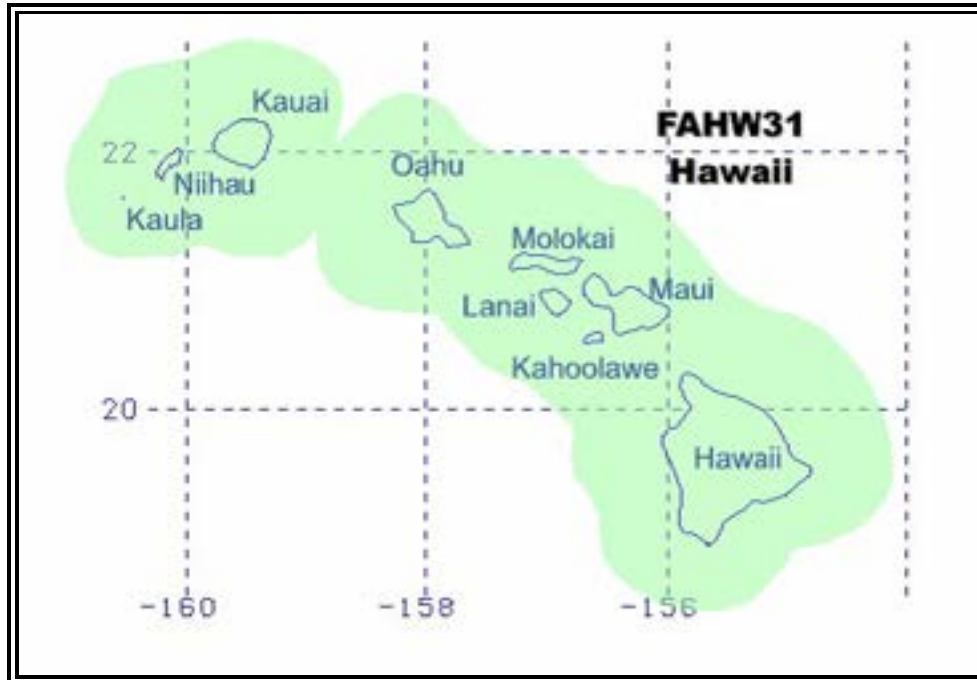 Kauai
FAHW31
22
Oahu
Hawaii
Niihau
Kaula
Molokai
Lanai
Maui
Kahoolawe
20
Hawaii
-160
-158
-156